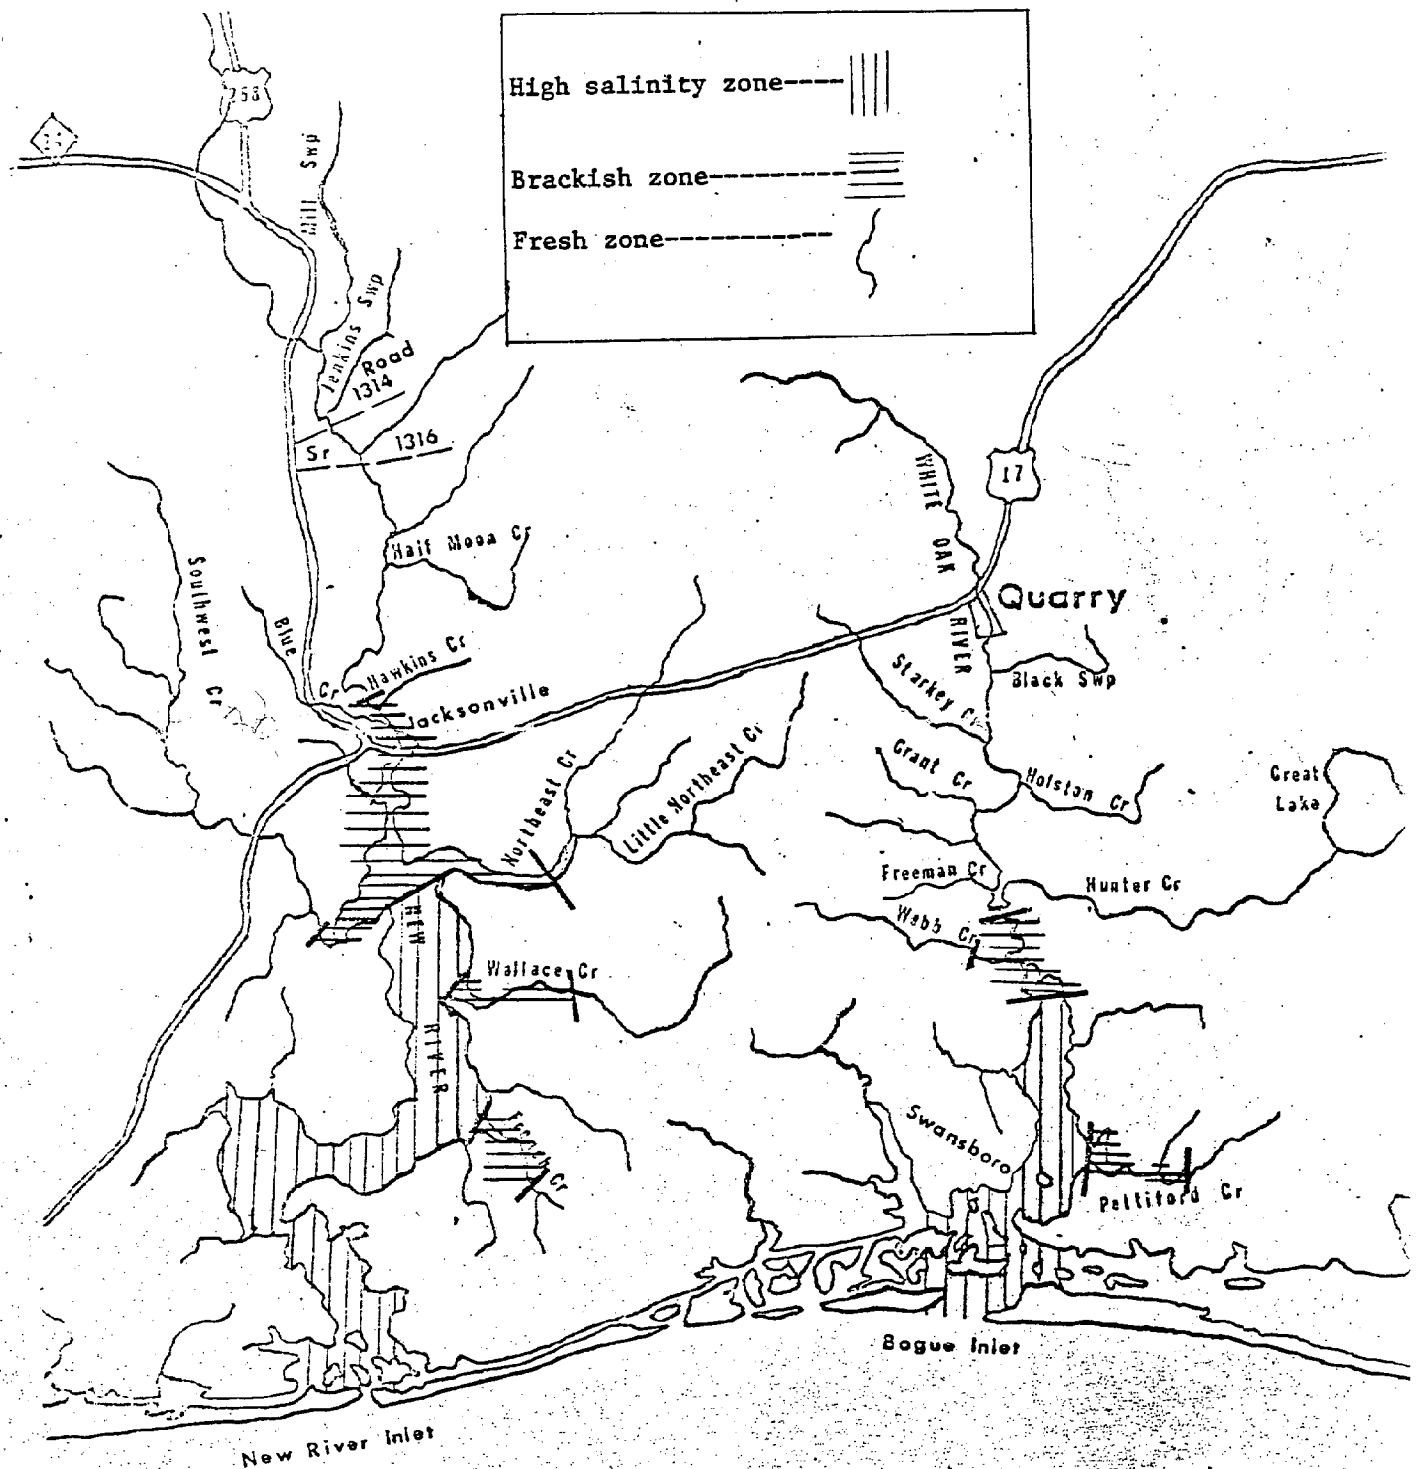 High salinity zone----
Brackish zone---------
Fresh zone-----------
258
Mill Swp
Jenkins Swp
Road
1314
Sr 1316
WHITE OAK RIVER
17
Half Moon Cr
Southwest Cr
Blue Cr
Quarry
Hawkins Cr
Black Swp
Jacksonville
Starkey Cr
Northeast Cr
Little Northeast Cr
Grant Cr
Holston Cr
Great
Lake
Freeman Cr
Hunter Cr
Webb Cr
NEW RIVER
Wallace Cr
Swansboro
Cr
Pettiford Cr
Bogue Inlet
New River Inlet